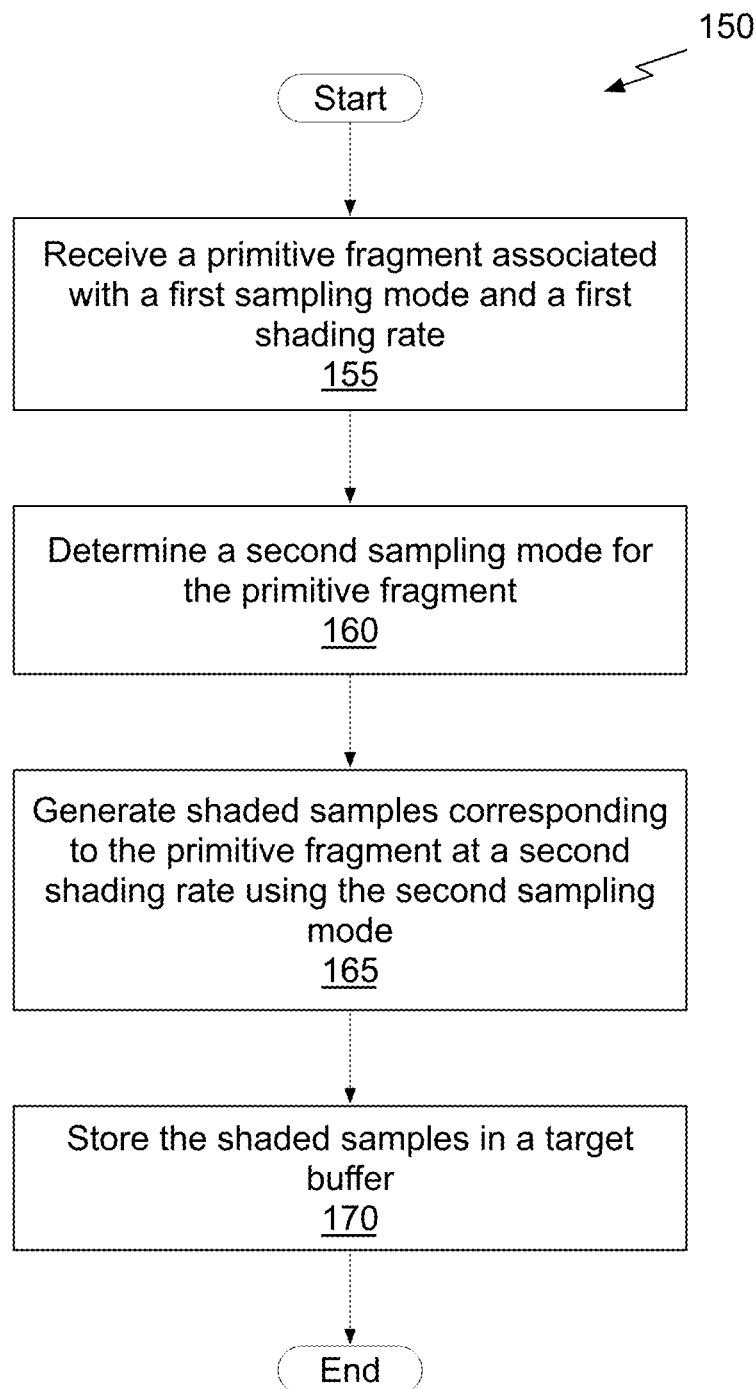 150
Start
Receive a primitive fragment associated
with a first sampling mode and a first
shading rate
155
Determine a second sampling mode for
the primitive fragment
160
Generate shaded samples corresponding
to the primitive fragment at a second
shading rate using the second sampling
mode
165
Store the shaded samples in a target
buffer
170
End